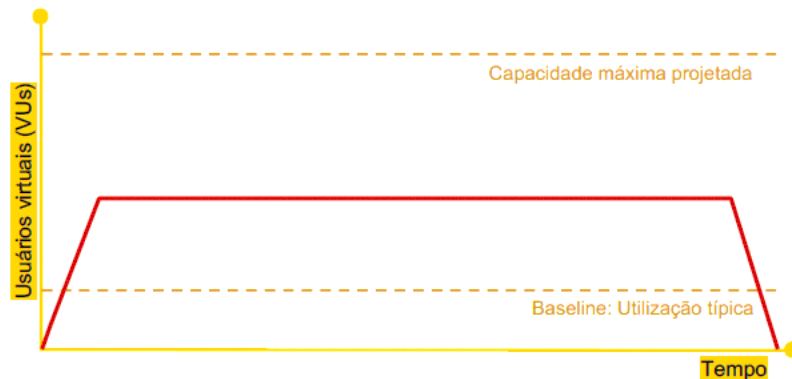 Capacidade máxima projetada
Usuários virtuais (VUs)
Baseline: Utilização típica
Tempo